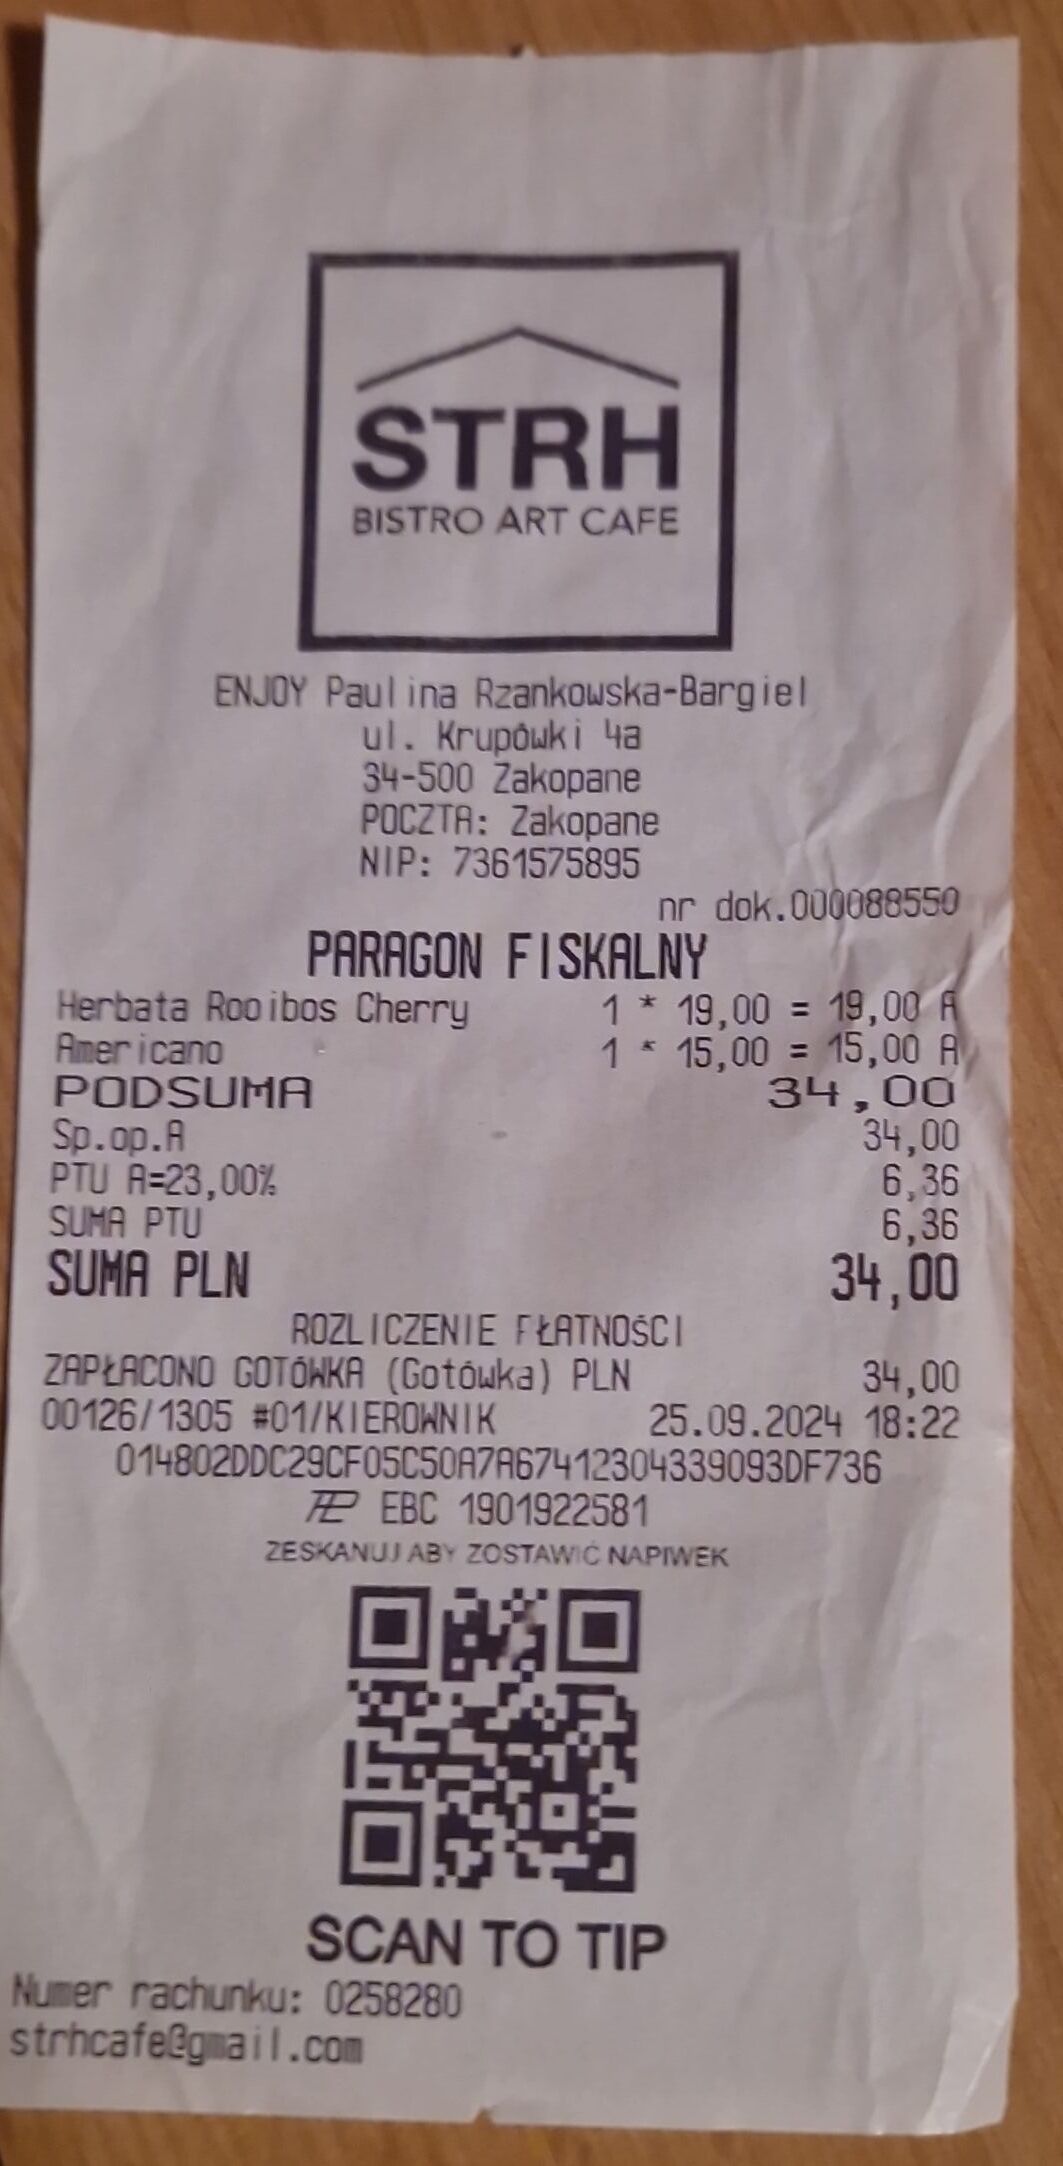 STRH
BISTRO ART CAFE
ENJOY Paulina Rzankowska-Bargiel
ul. Krupówki 4a
34-500 Zakopane
POCZTA: Zakopane
NIP: 7361575895
nr dok.000088550
PARAGON FISKALNY
Herbata Rooibos Cherry 1 * 19,00 = 19,00 A
Americano 1 * 15,00 = 15,00 A
PODSUMA 34,00
Sp.op.A 34,00
PTU A=23,00% 6,36
SUMA PTU 6,36
SUMA PLN 34,00
ROZLICZENIE PŁATNOŚCI
ZAPŁACONO GOTÓWKA (Gotówka) PLN 34,00
00126/1305 #01/KIEROWNIK 25.09.2024 18:22
014802DDC29CF05C50A7A67412304339093DF736
EBC 1901922581
ZESKANUJ ABY ZOSTAWIĆ NAPIWEK
SCAN TO TIP
Numer rachunku: 0258280
strhcafe@gmail.com